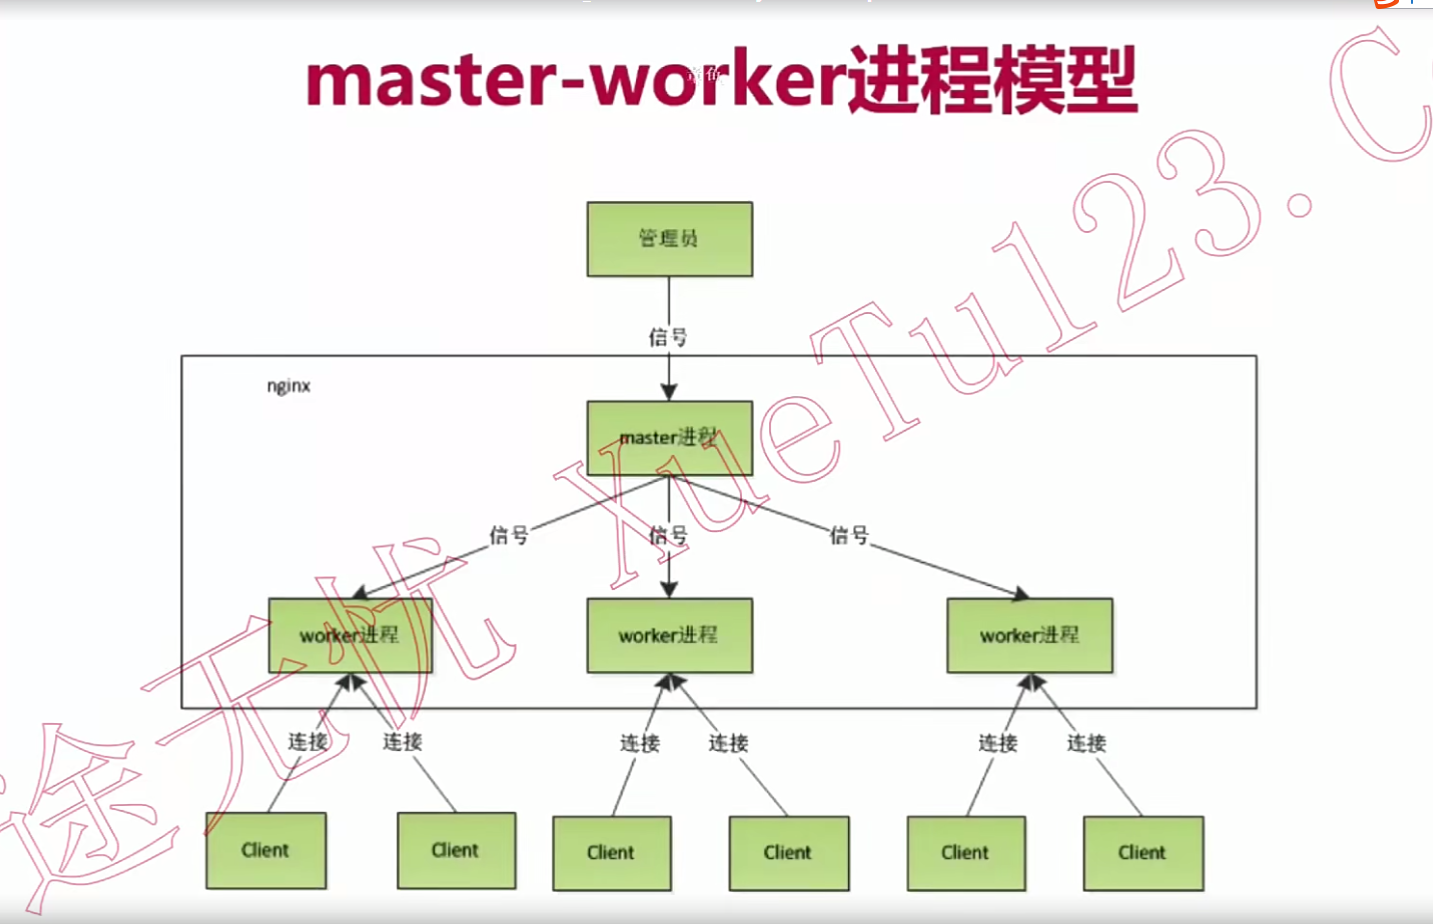 master-worker进程模型
管理员
信号
nginx
master进程
信号 信号 信号
worker进程 worker进程 worker进程
连接 连接 连接 连接 连接 连接
Client Client Client Client Client Client
途无忧 XueTu123. C